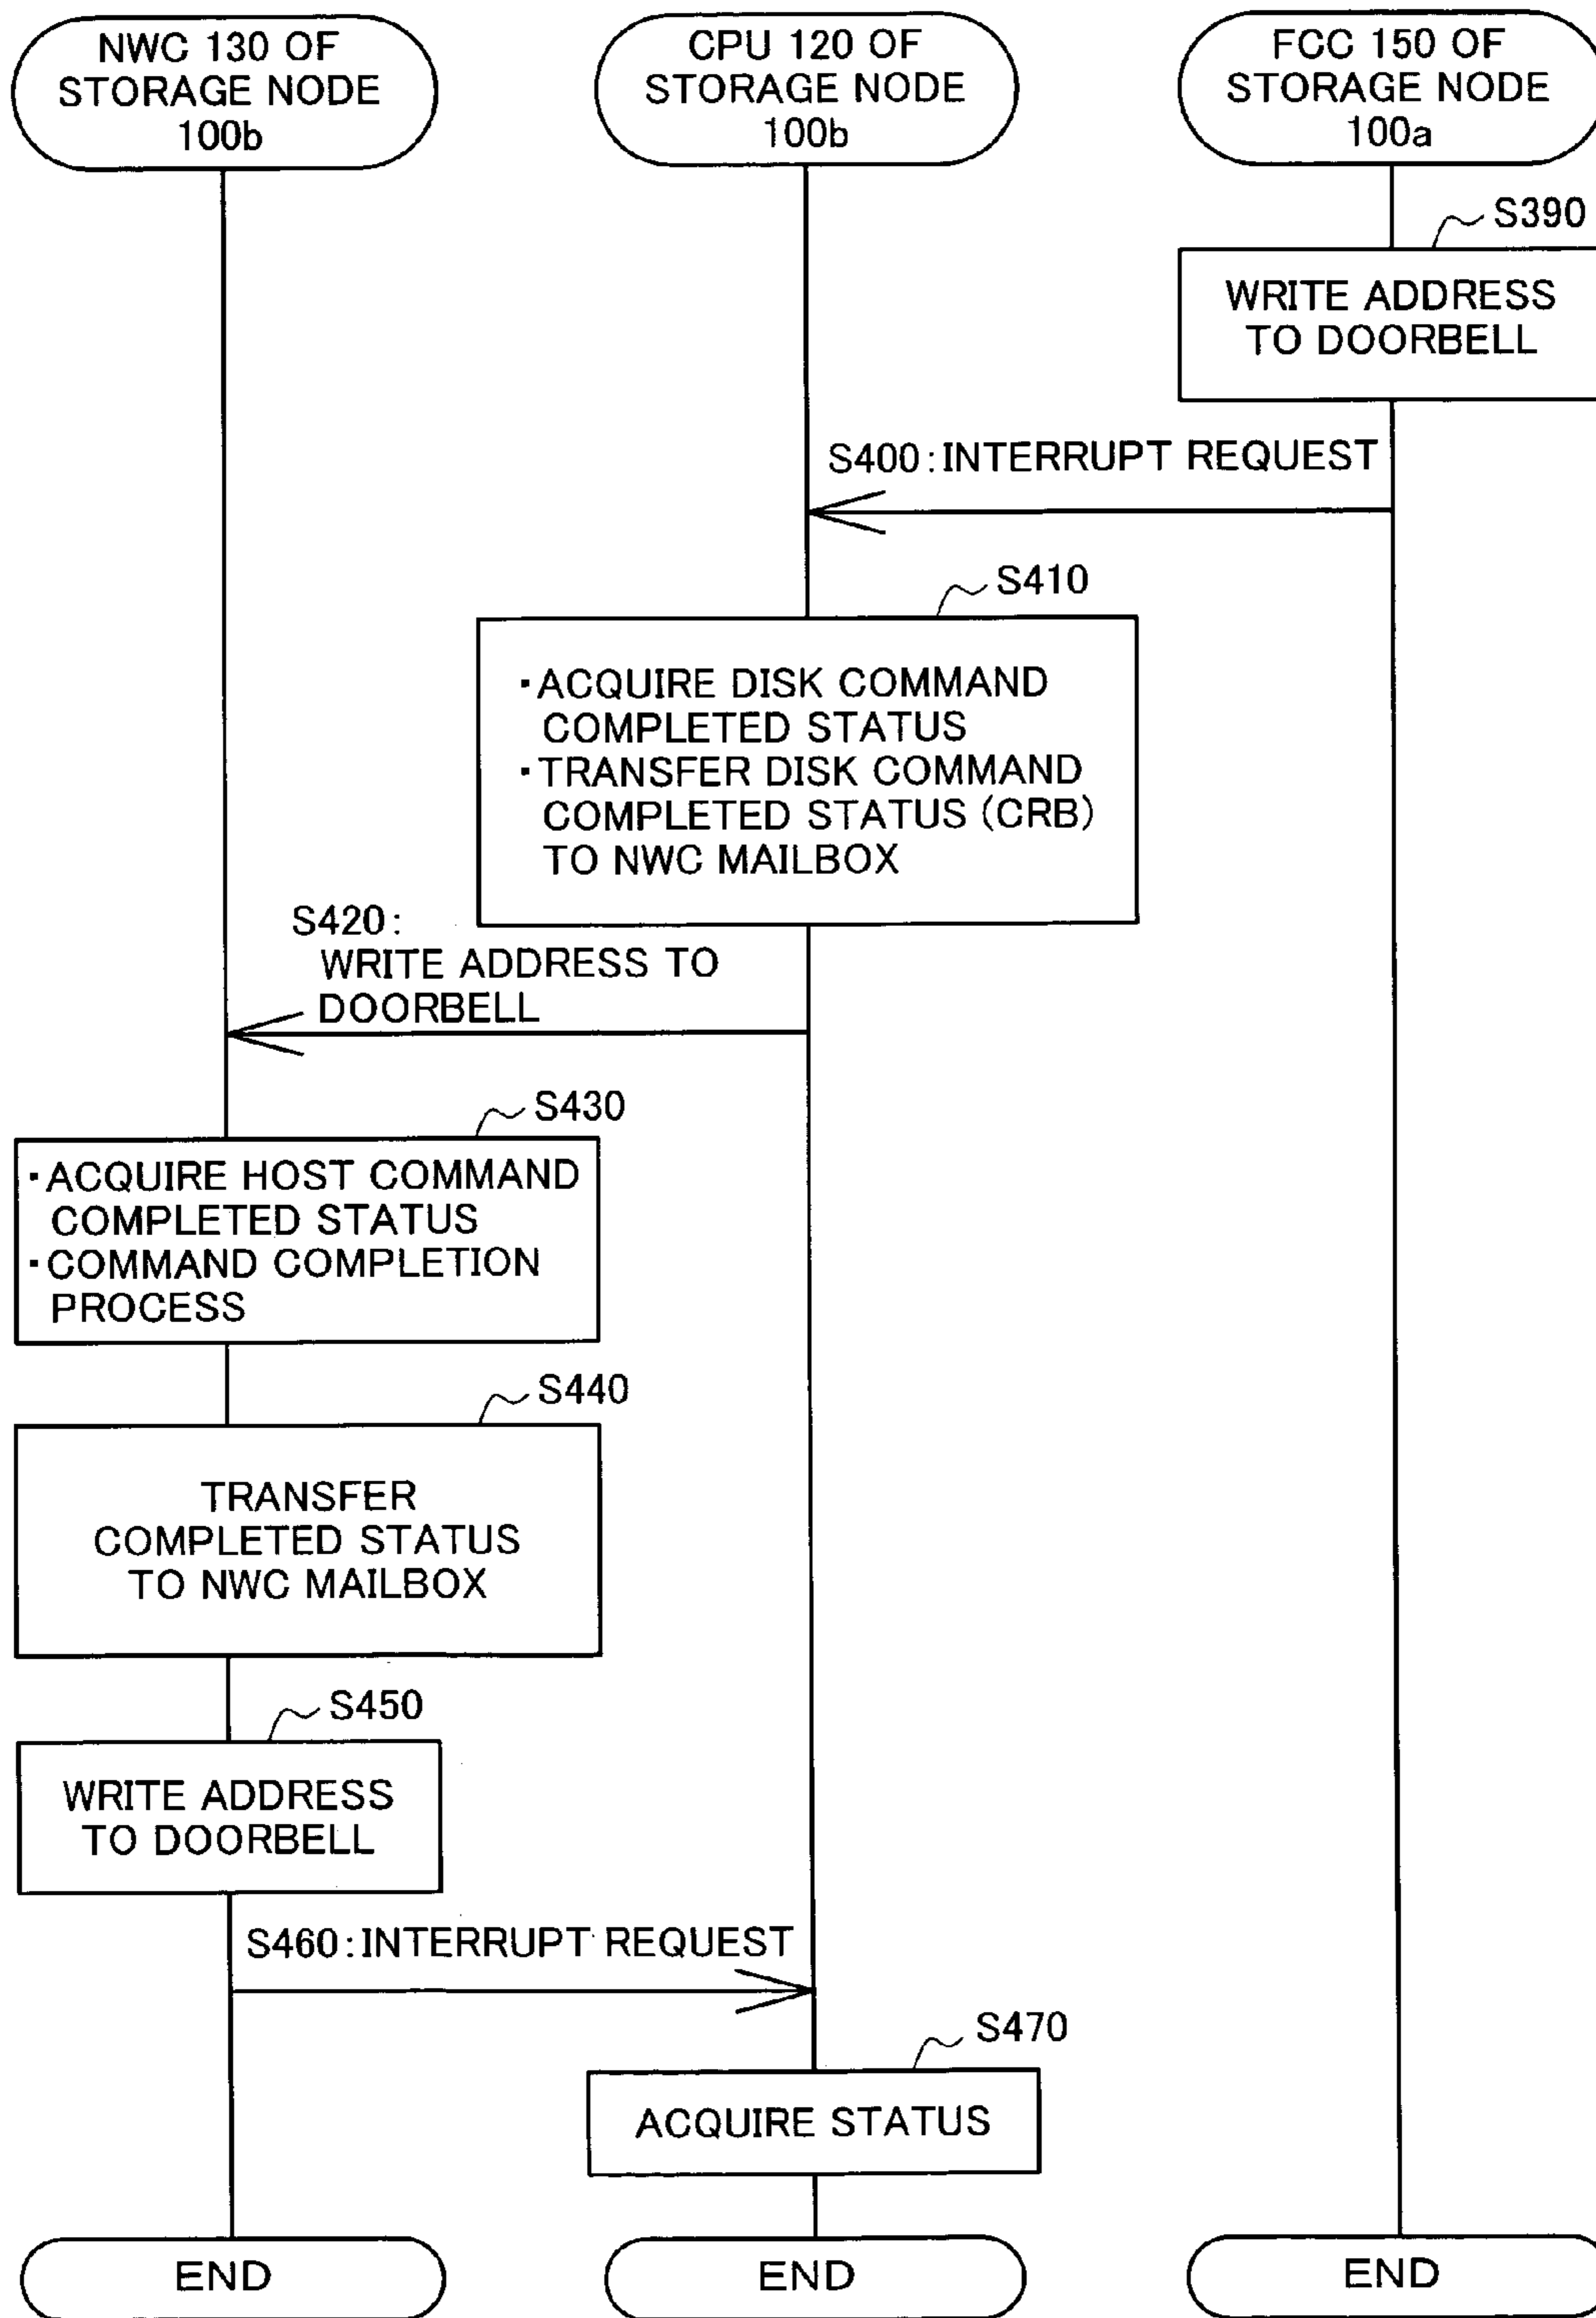 NWC 130 OF
STORAGE NODE
100b
CPU 120 OF
STORAGE NODE
100b
FCC 150 OF
STORAGE NODE
100a
S390
WRITE ADDRESS
TO DOORBELL
S400:INTERRUPT REQUEST
S410
·ACQUIRE DISK COMMAND
COMPLETED STATUS
·TRANSFER DISK COMMAND
COMPLETED STATUS (CRB)
TO NWC MAILBOX
S420:
WRITE ADDRESS TO
DOORBELL
S430
·ACQUIRE HOST COMMAND
COMPLETED STATUS
·COMMAND COMPLETION
PROCESS
S440
TRANSFER
COMPLETED STATUS
TO NWC MAILBOX
S450
WRITE ADDRESS
TO DOORBELL
S460:INTERRUPT REQUEST
S470
ACQUIRE STATUS
END
END
END